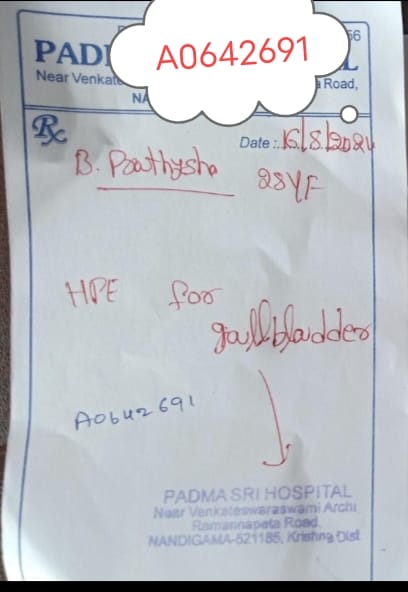 56
A0642691
PAD L
Near Venkat Road,
NA
Rx
Date :. 16/8/2024
B. Prathysha 28Y F
HPE for
gallbladder
A0642691
PADMA SRI HOSPITAL
Near Venkateswaraswami Archi
Ramannapeta Road,
NANDIGAMA-521185, Krishna Dist